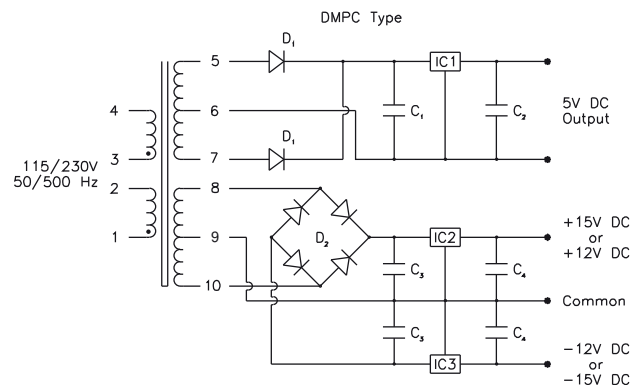 DMPC Type
D₁
5
IC1
4
6
C₁
C₂
5V DC
Output
D₁
3
7
115/230V
50/500 Hz
2
8
+15V DC
or
+12V DC
1
9
D₂
IC2
C₃
C₄
10
Common
C₃
C₄
IC3
−12V DC
or
−15V DC